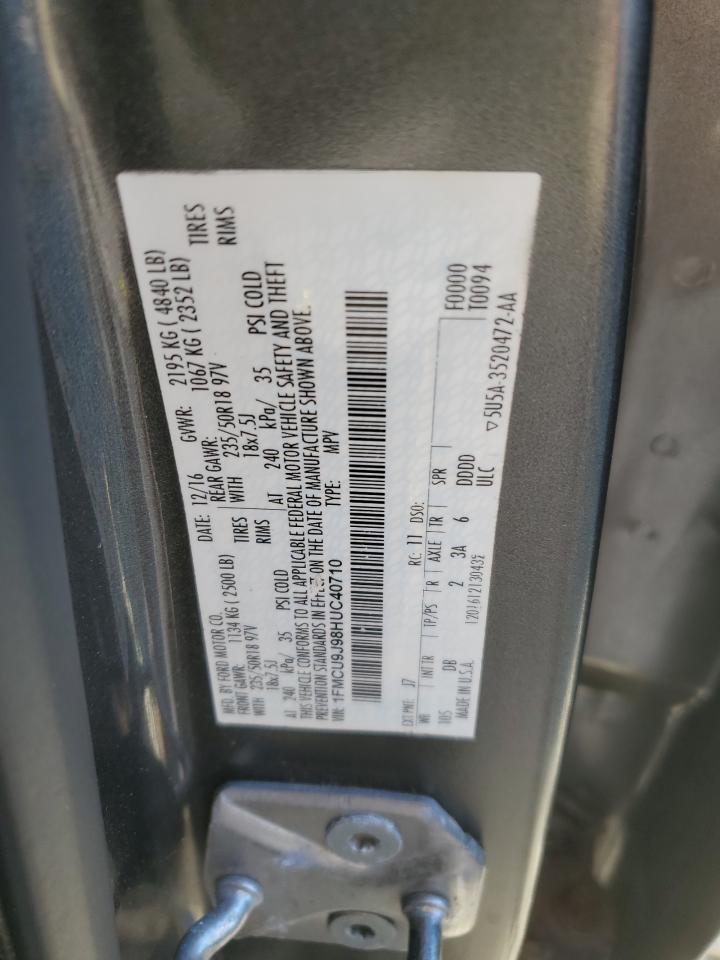 MFD. BY FORD MOTOR CO. DATE: 12/16 GVWR: 2195 KG ( 4840 LB)
FRONT GAWR: 1134 KG ( 2500 LB) REAR GAWR: 1067 KG ( 2352 LB)
WITH 235/50R18 97V TIRES WITH 235/50R18 97V TIRES
18x7.5J RIMS 18x7.5J RIMS
AT 240 kPa/ 35 PSI COLD AT 240 kPa/ 35 PSI COLD
THIS VEHICLE CONFORMS TO ALL APPLICABLE FEDERAL MOTOR VEHICLE SAFETY AND THEFT
PREVENTION STANDARDS IN EFFECT ON THE DATE OF MANUFACTURE SHOWN ABOVE.
VIN: 1FMCU9J98HUC40710 TYPE: MPV
EXT PNT: J7 RC: 11 DSO: F0000
WB INT TR TP/PS R AXLE TR SPR T0094
105 DB 2 3A 6 DDDD
MADE IN U.S.A. ULC
▽5U5A-3520472-AA